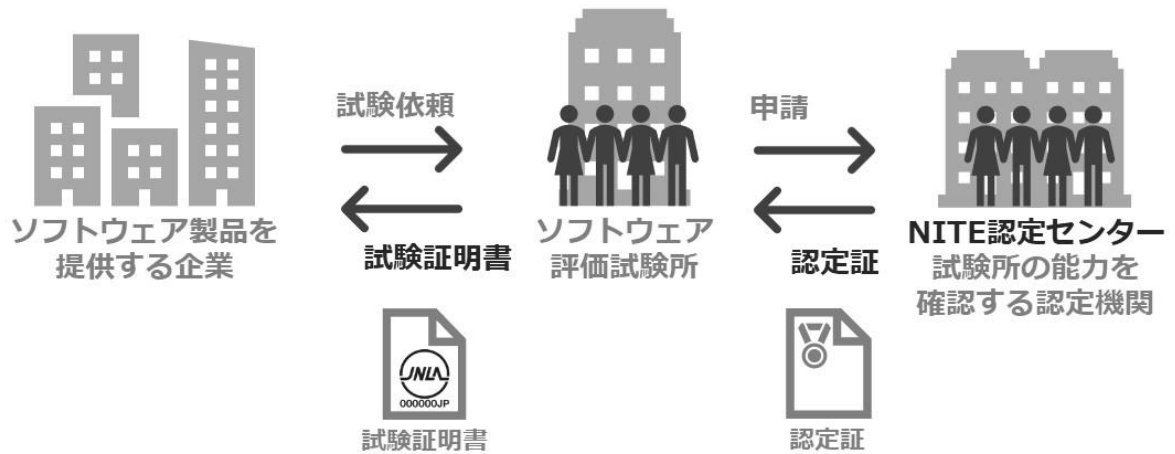 試験依頼
申請
ソフトウェア製品を
提供する企業
試験証明書
ソフトウェア
評価試験所
認定証
NITE認定センター
試験所の能力を
確認する認定機関
JNLA
000000JP
試験証明書
認定証